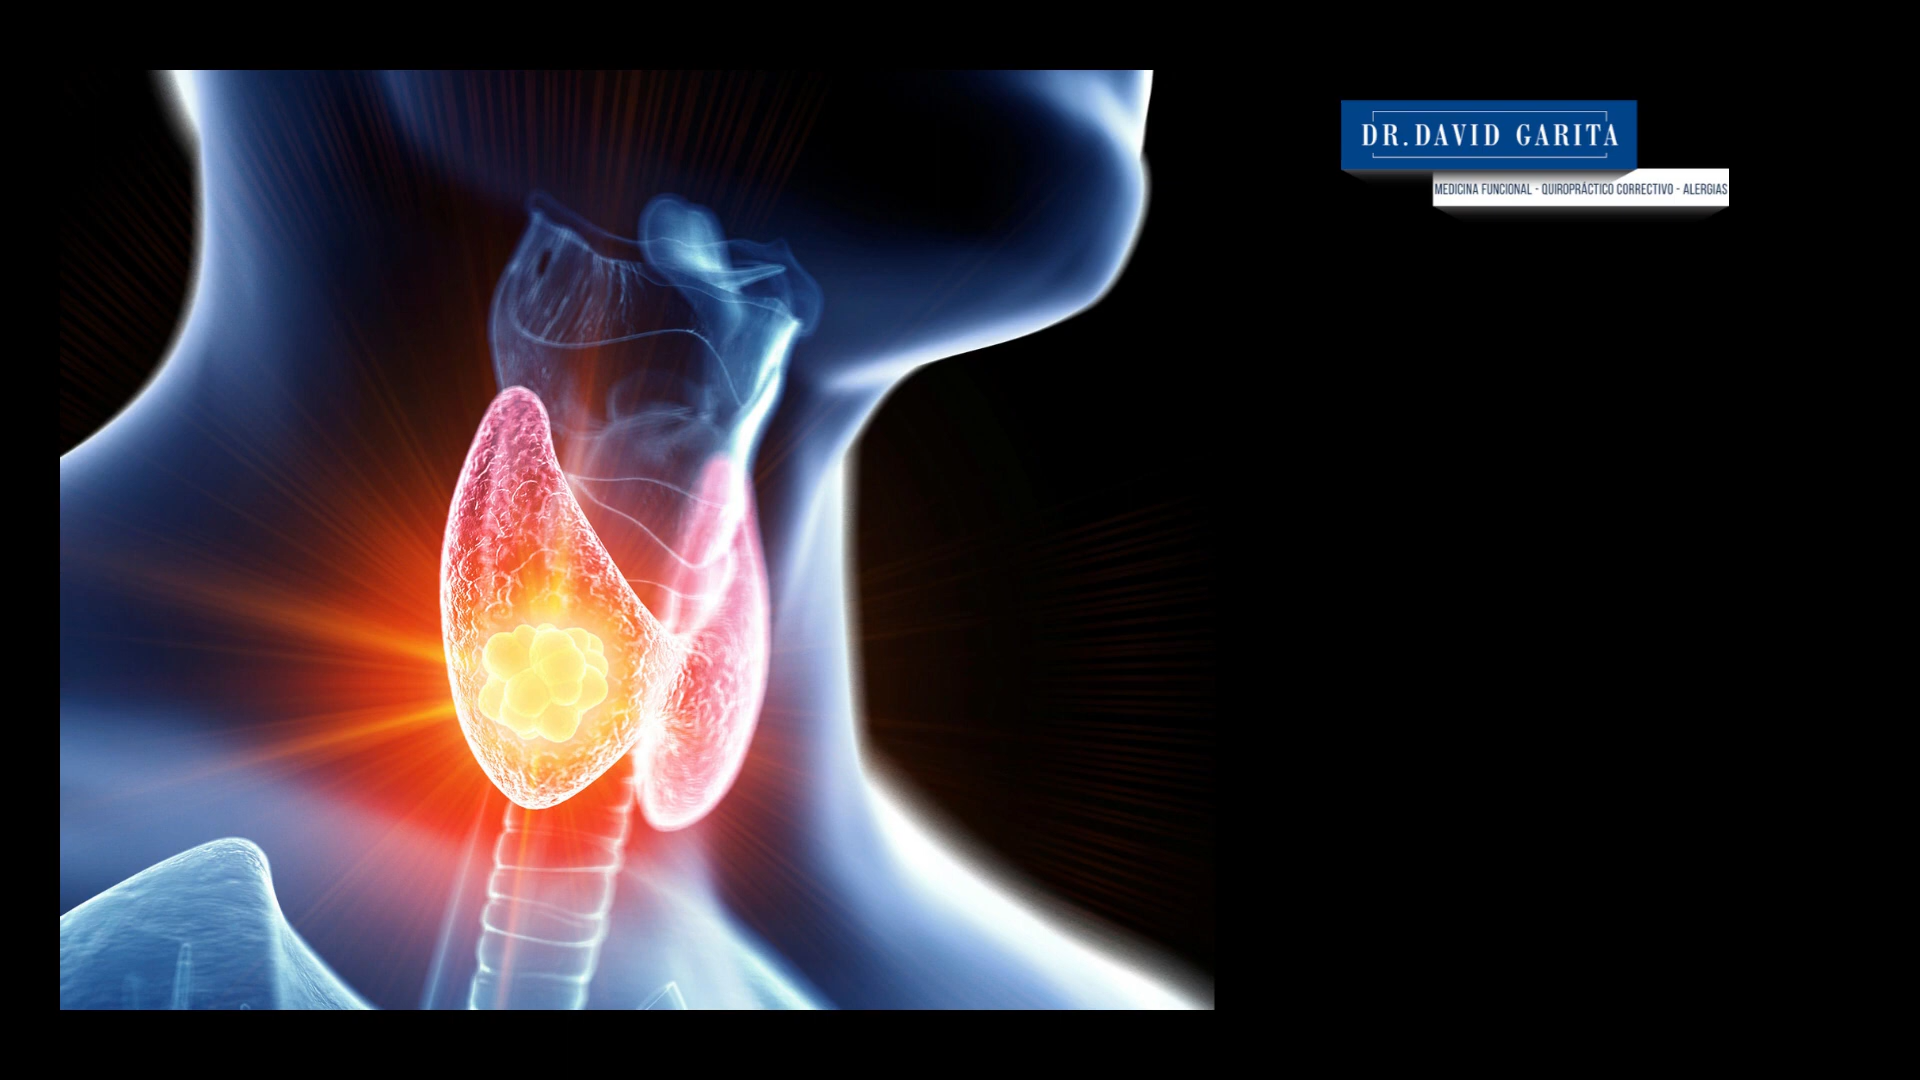 DR.DAVID GARITA
MEDICINA FUNCIONAL - QUIROPRÁCTICO CORRECTIVO - ALERGIAS